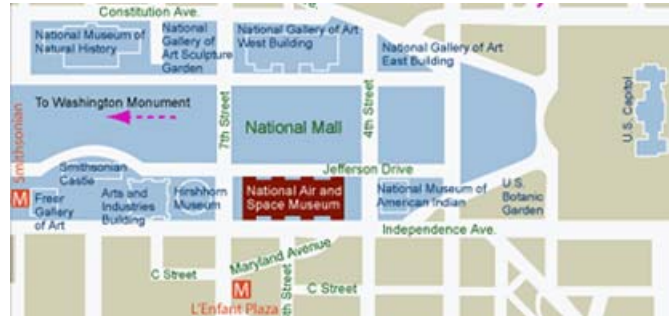 Constitution Ave.
National Museum of
Natural History
National
Gallery of
Art Sculpture
Garden
National Gallery of Art
West Building
National Gallery of Art
East Building
To Washington Monument
7th Street
National Mall
4th Street
U.S. Capitol
Smithsonian
M
Smithsonian
Castle
Jefferson Drive
Freer
Gallery
of Art
Arts and
Industries
Building
Hirshhorn
Museum
National Air and
Space Museum
National Museum of
American Indian
U.S.
Botanic
Garden
Independence Ave.
Maryland Avenue
C Street
M
L'Enfant Plaza
Street
C Street